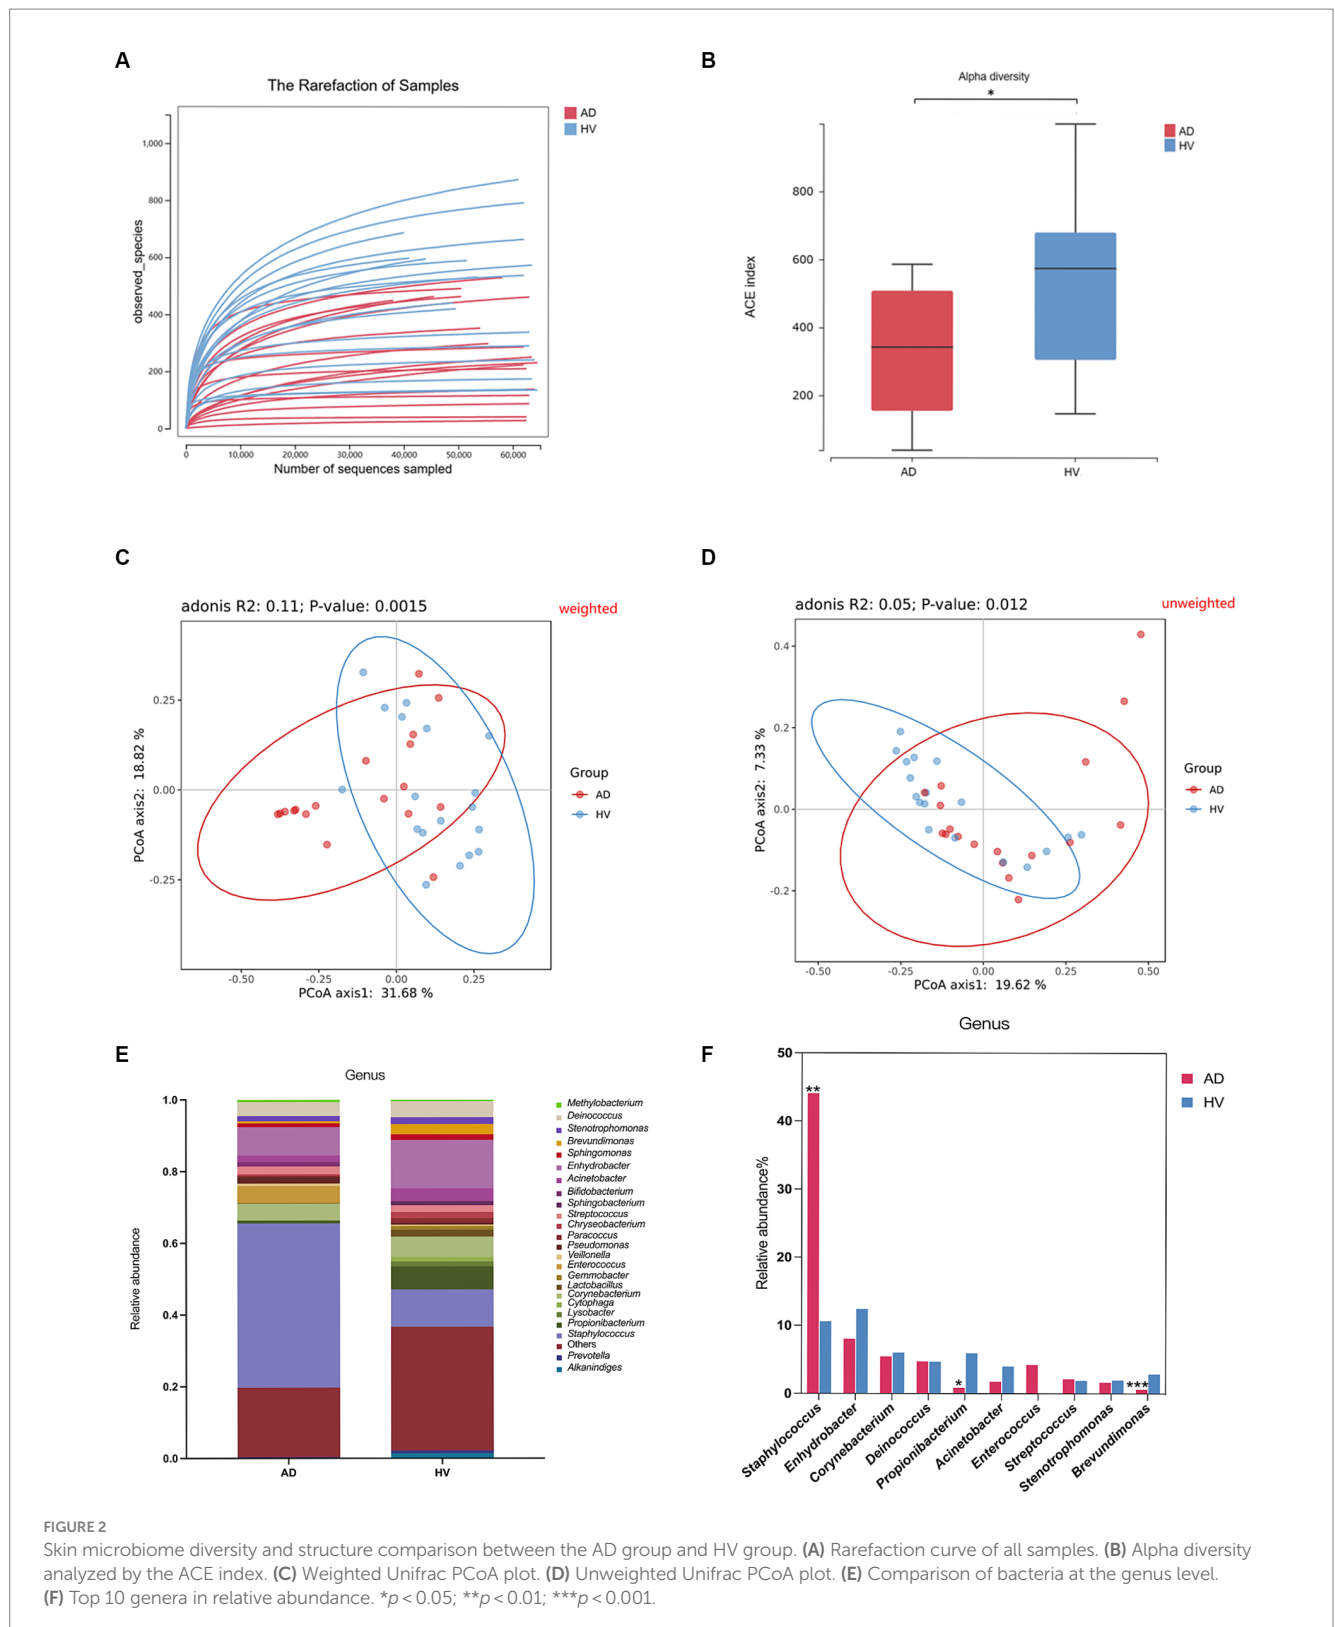 A
The Rarefaction of Samples
AD
HV
1,000
800
600
400
200
0
observed_species
0 10,000 20,000 30,000 40,000 50,000 60,000
Number of sequences sampled
B
Alpha diversity
*
AD
HV
800
600
400
200
ACE index
AD HV
C
adonis R2: 0.11; P-value: 0.0015
weighted
0.25
0.00
-0.25
PCoA axis2: 18.82 %
-0.50 -0.25 0.00 0.25
PCoA axis1: 31.68 %
Group
AD
HV
D
adonis R2: 0.05; P-value: 0.012
unweighted
0.4
0.2
0.0
-0.2
PCoA axis2: 7.33 %
-0.50 -0.25 0.00 0.25 0.50
PCoA axis1: 19.62 %
Group
AD
HV
E
Genus
1.0
0.8
0.6
0.4
0.2
0.0
Relative abundance
AD HV
Methylobacterium
Deinococcus
Stenotrophomonas
Brevundimonas
Sphingomonas
Enhydrobacter
Acinetobacter
Bifidobacterium
Sphingobacterium
Streptococcus
Chryseobacterium
Paracoccus
Pseudomonas
Veillonella
Enterococcus
Gemmobacter
Lactobacillus
Corynebacterium
Cytophaga
Lysobacter
Propionibacterium
Staphylococcus
Others
Prevotella
Alkanindiges
F
Genus
50
40
30
20
10
0
Relative abundance%
**
*
***
AD
HV
Staphylococcus
Enhydrobacter
Corynebacterium
Deinococcus
Propionibacterium
Acinetobacter
Enterococcus
Streptococcus
Stenotrophomonas
Brevundimonas
FIGURE 2
Skin microbiome diversity and structure comparison between the AD group and HV group. (A) Rarefaction curve of all samples. (B) Alpha diversity
analyzed by the ACE index. (C) Weighted Unifrac PCoA plot. (D) Unweighted Unifrac PCoA plot. (E) Comparison of bacteria at the genus level.
(F) Top 10 genera in relative abundance. *p < 0.05; **p < 0.01; ***p < 0.001.